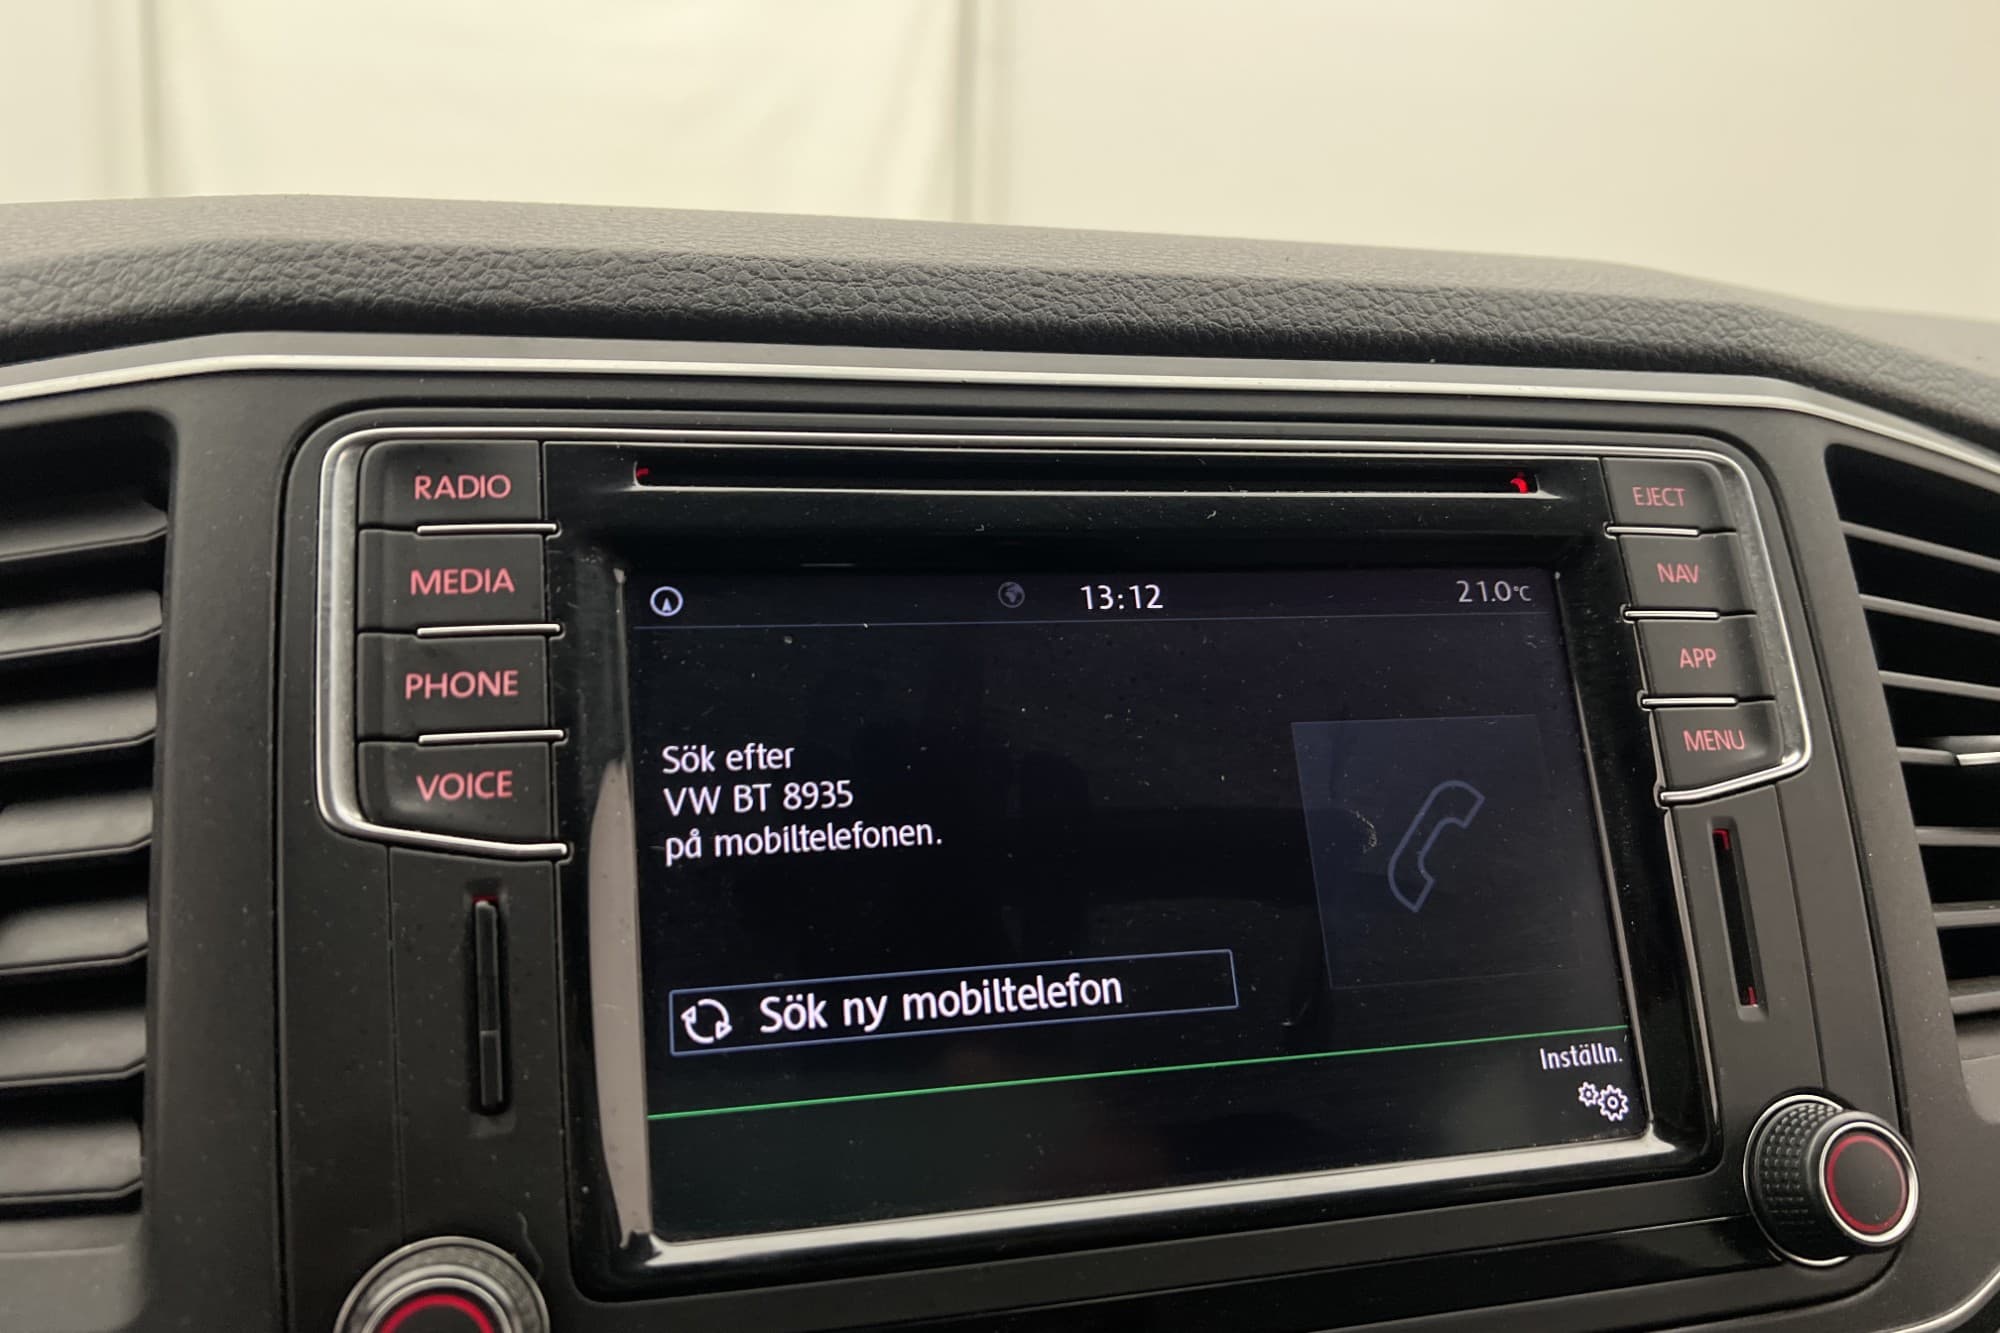 RADIO
MEDIA
PHONE
VOICE
EJECT
NAV
APP
MENU
13:12
21.0°C
Sök efter
VW BT 8935
på mobiltelefonen.
Sök ny mobiltelefon
Inställn.